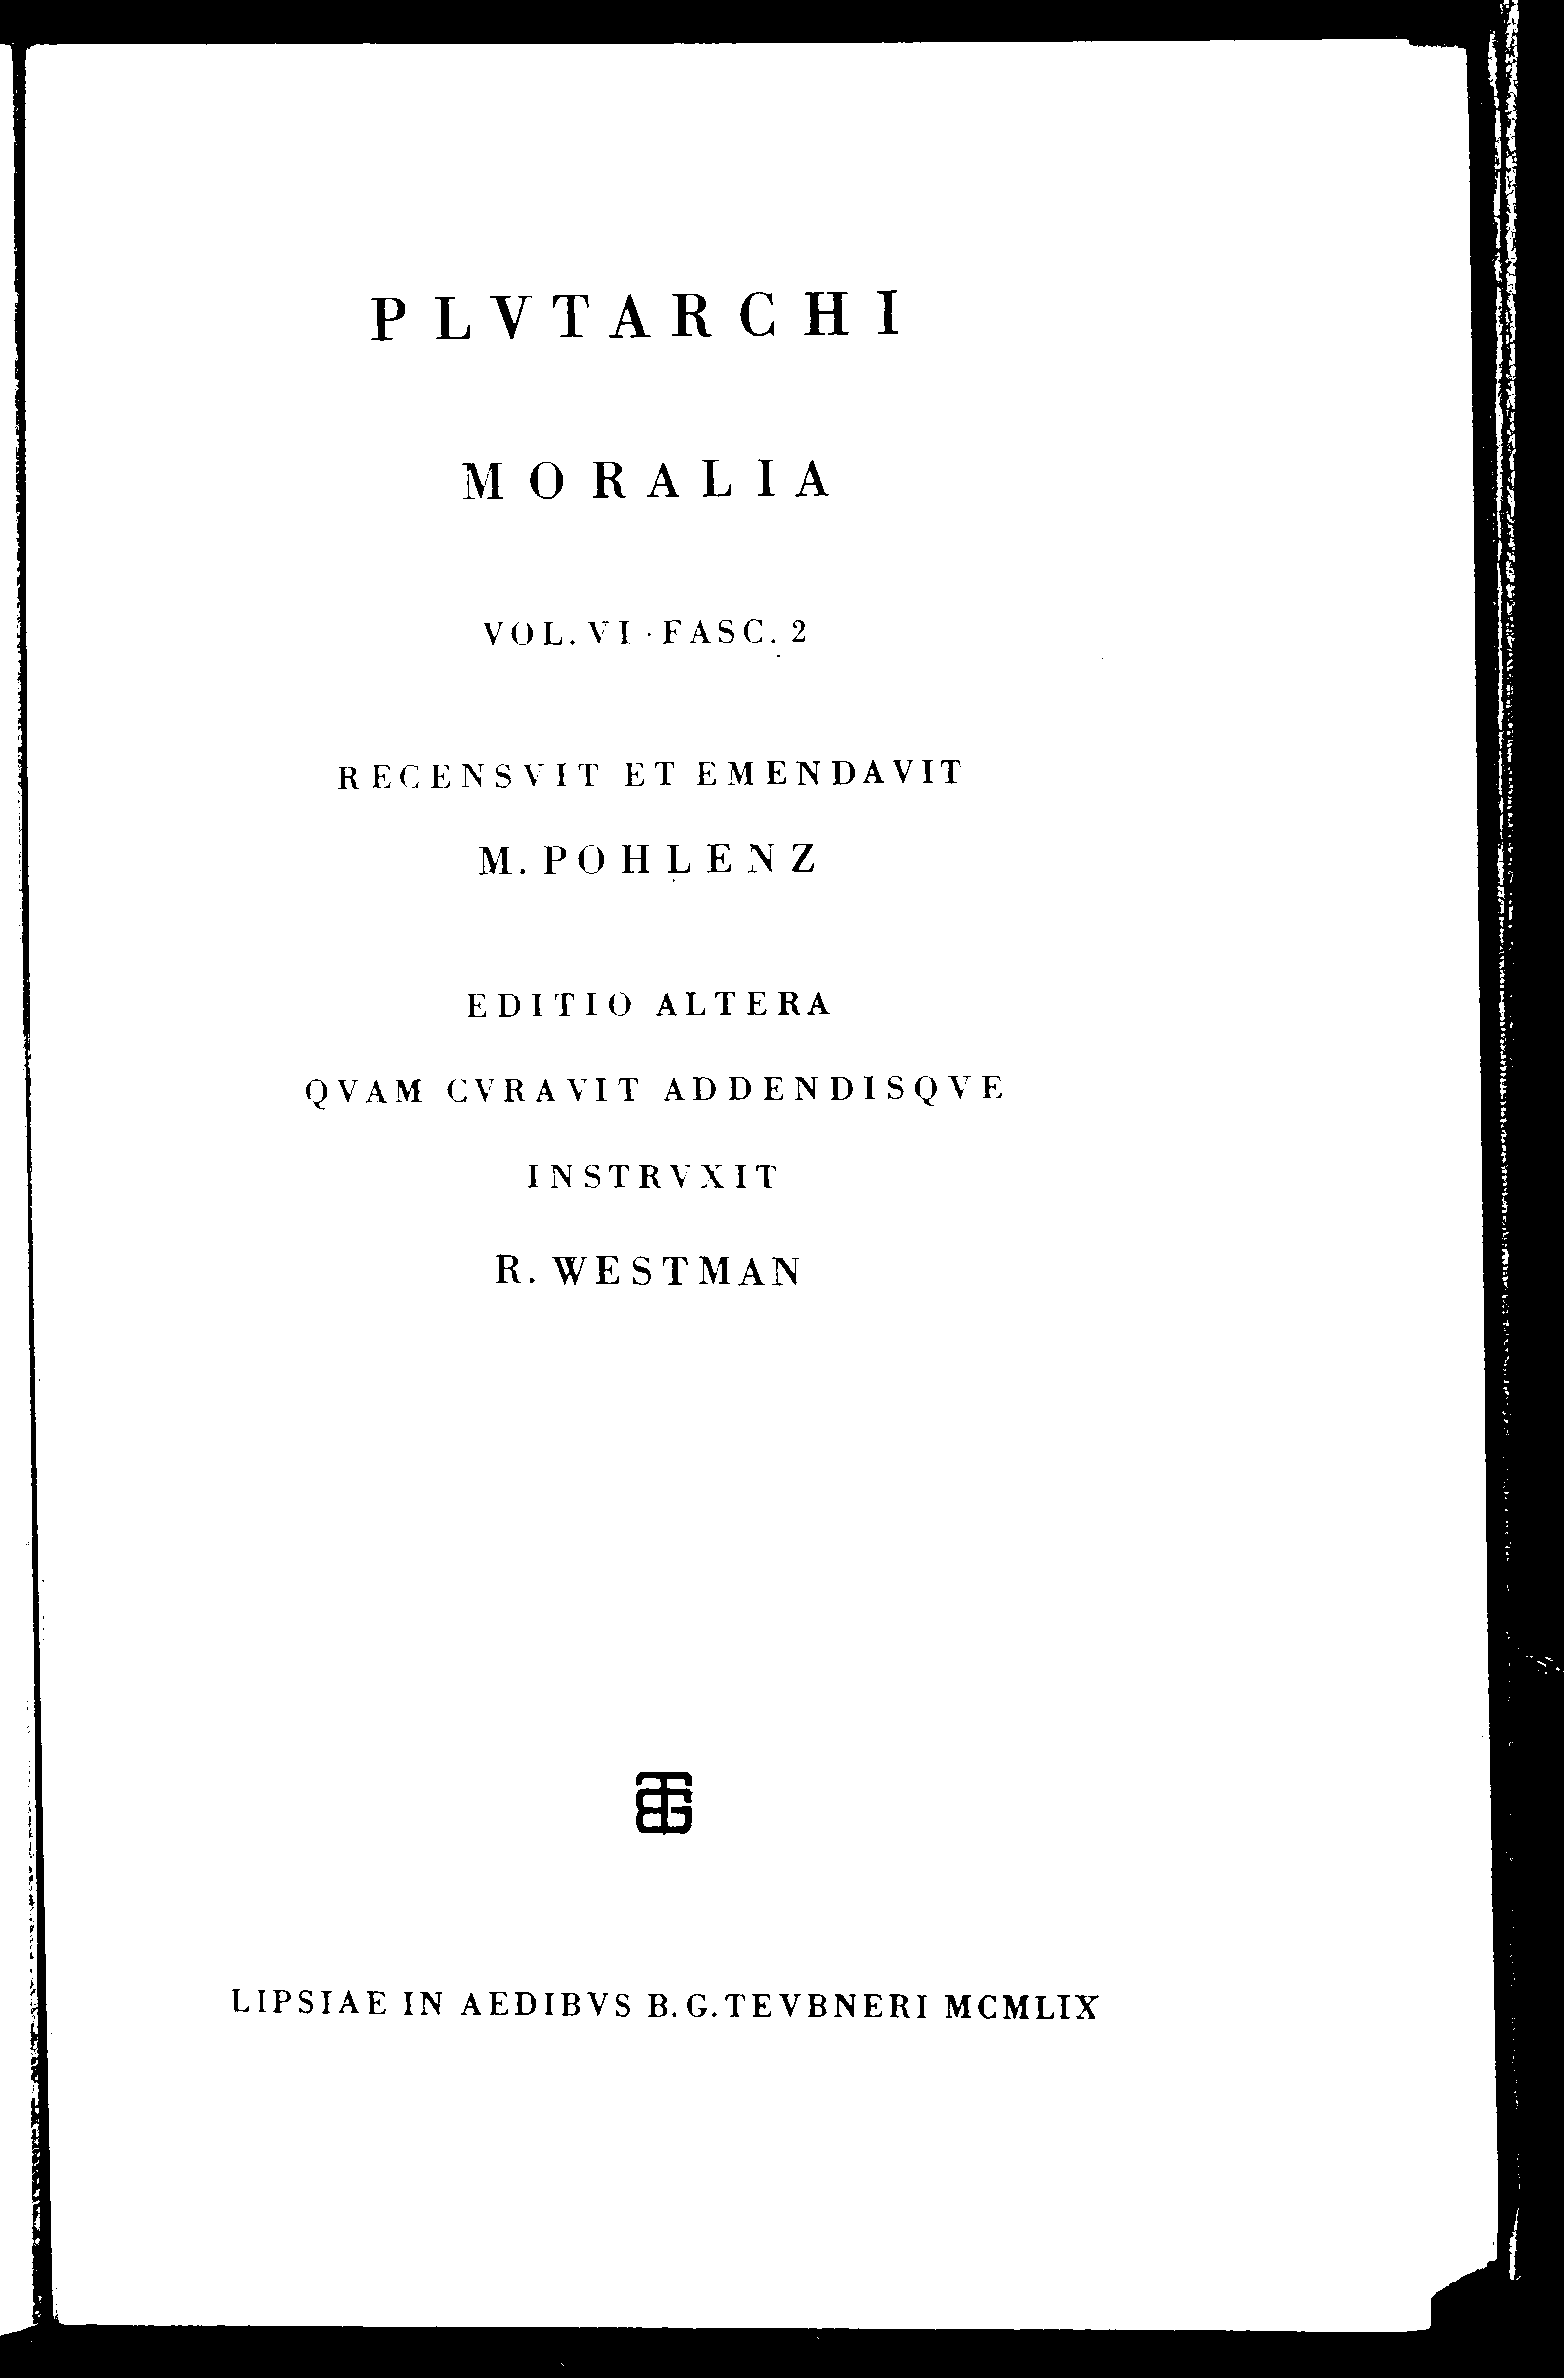 PLVTARCHI
MORALIA
VOL. VI · FASC. 2
RECENSVIT ET EMENDAVIT
M. POHLENZ
EDITIO ALTERA
QVAM CVRAVIT ADDENDISQVE
INSTRVXIT
R. WESTMAN
LIPSIAE IN AEDIBVS B. G. TEVBNERI MCMLIX